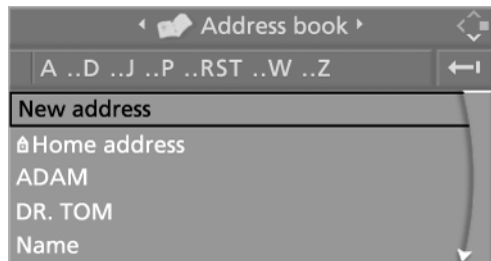 Address book
A ..D ..J ..P ..RST ..W ..Z
New address
Home address
ADAM
DR. TOM
Name